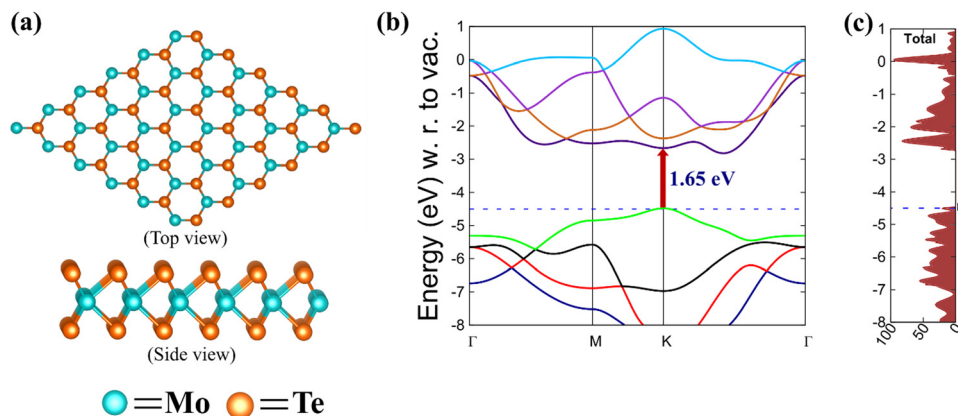 (a)
(Top view)
(Side view)
=Mo =Te
(b)
Energy (eV) w. r. to vac.
1
0
-1
-2
-3
-4
-5
-6
-7
-8
1.65 eV
Γ M K Γ
(c)
Total
1
0
-1
-2
-3
-4
-5
-6
-7
-8
100 50 0